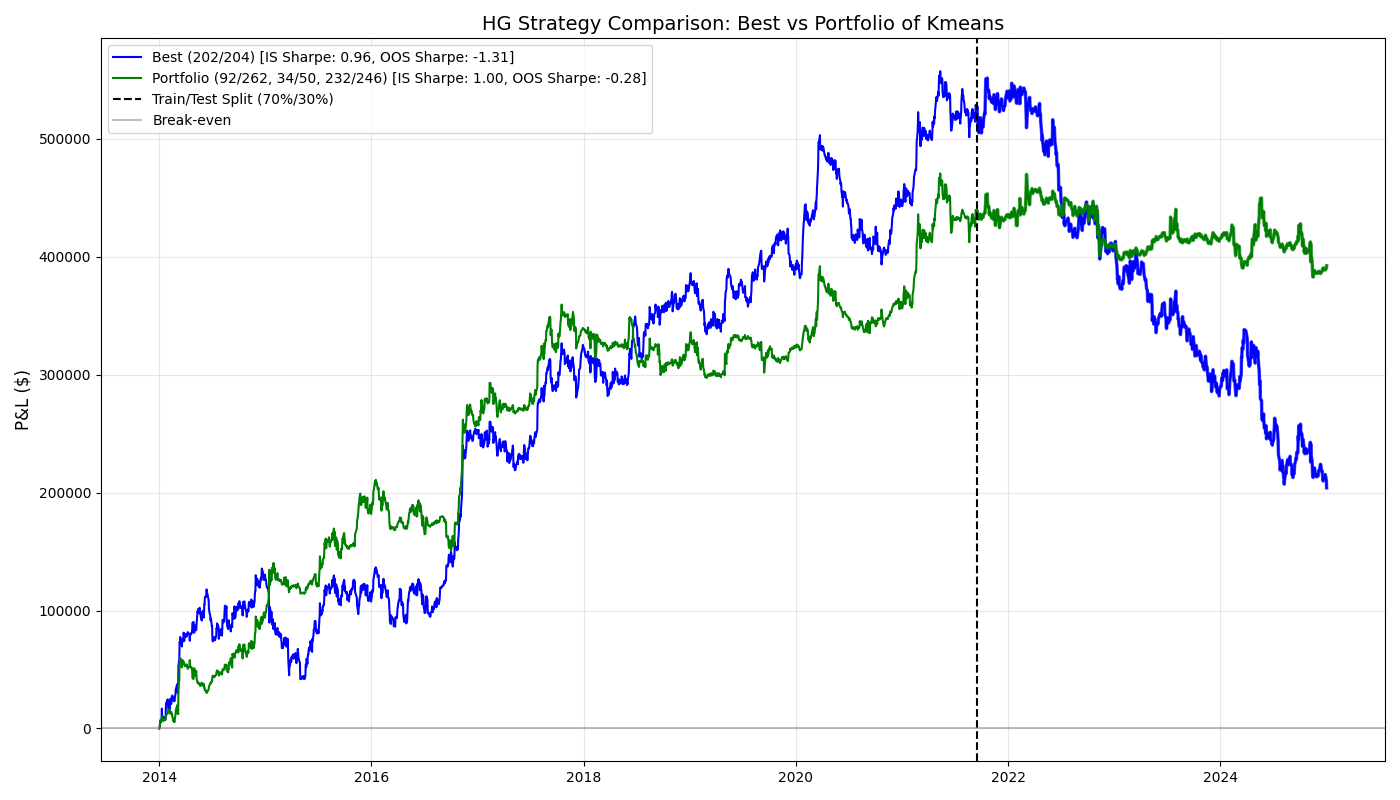 HG Strategy Comparison: Best vs Portfolio of Kmeans
Best (202/204) [IS Sharpe: 0.96, OOS Sharpe: -1.31]
Portfolio (92/262, 34/50, 232/246) [IS Sharpe: 1.00, OOS Sharpe: -0.28]
Train/Test Split (70%/30%)
Break-even
P&L ($)
500000
400000
300000
200000
100000
0
2014
2016
2018
2020
2022
2024